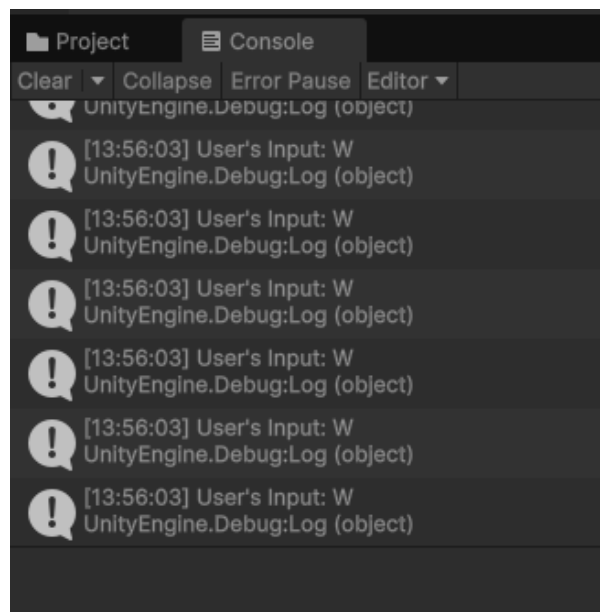 Project
Console
Clear Collapse Error Pause Editor
UnityEngine.Debug:Log (object)
[13:56:03] User's Input: W
UnityEngine.Debug:Log (object)
[13:56:03] User's Input: W
UnityEngine.Debug:Log (object)
[13:56:03] User's Input: W
UnityEngine.Debug:Log (object)
[13:56:03] User's Input: W
UnityEngine.Debug:Log (object)
[13:56:03] User's Input: W
UnityEngine.Debug:Log (object)
[13:56:03] User's Input: W
UnityEngine.Debug:Log (object)